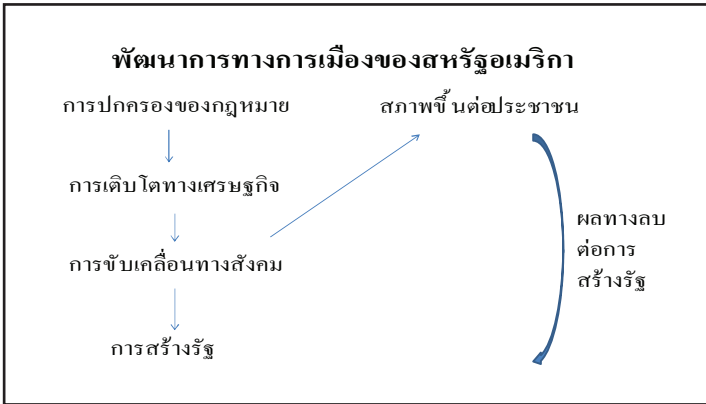 พัฒนาการทางการเมืองของสหรัฐอเมริกา
การปกครองของกฎหมาย
สภาพขึ้นต่อประชาชน
การเติบโตทางเศรษฐกิจ
การขับเคลื่อนทางสังคม
การสร้างรัฐ
ผลทางลบ
ต่อการ
สร้างรัฐ